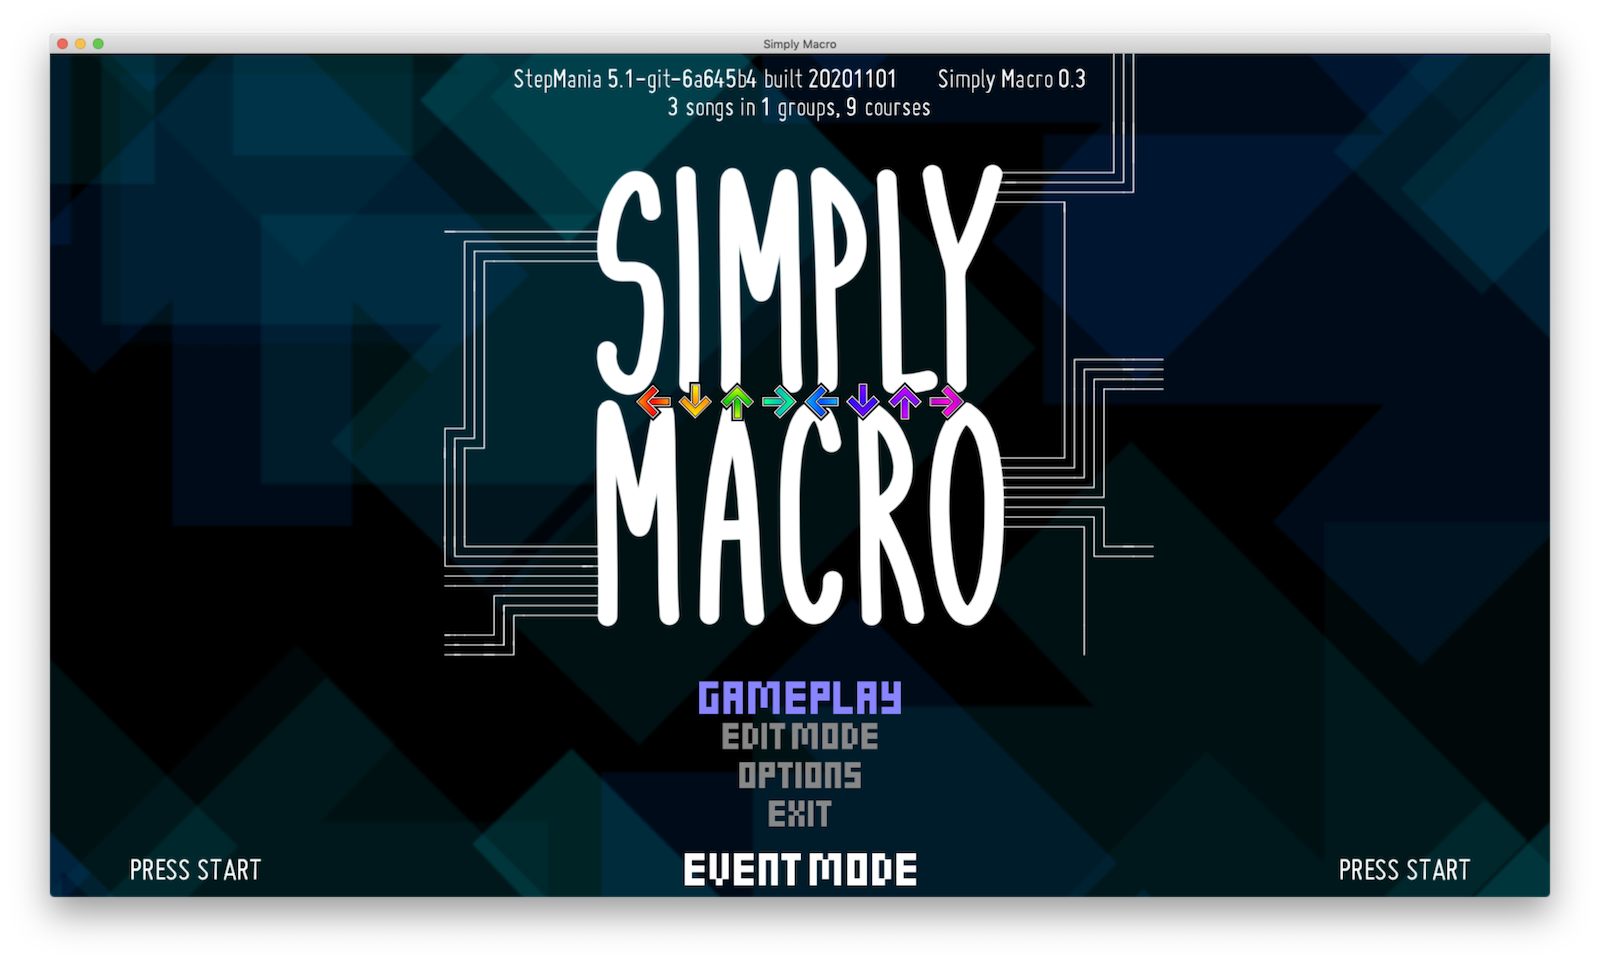 Simply Macro
StepMania 5.1-git-6a645b4 built 20201101 Simply Macro 0.3
3 songs in 1 groups, 9 courses
SIMPLY
MACRO
GAMEPLAY
EDIT MODE
OPTIONS
EXIT
EVENT MODE
PRESS START
PRESS START